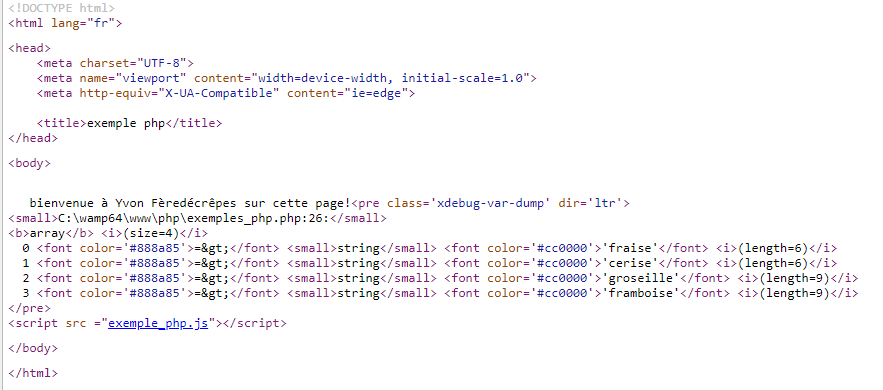 <!DOCTYPE html>
<html lang="fr">
<head>
<meta charset="UTF-8">
<meta name="viewport" content="width=device-width, initial-scale=1.0">
<meta http-equiv="X-UA-Compatible" content="ie=edge">
<title>exemple php</title>
</head>
<body>
bienvenue à Yvon Fèredécrêpes sur cette page!<pre class='xdebug-var-dump' dir='ltr'>
<small>C:\wamp64\www\php\exemples_php.php:26:</small>
<b>array</b> <i>(size=4)</i>
0 <font color='#888a85'>=&gt;</font> <small>string</small> <font color='#cc0000'>'fraise'</font> <i>(length=6)</i>
1 <font color='#888a85'>=&gt;</font> <small>string</small> <font color='#cc0000'>'cerise'</font> <i>(length=6)</i>
2 <font color='#888a85'>=&gt;</font> <small>string</small> <font color='#cc0000'>'groseille'</font> <i>(length=9)</i>
3 <font color='#888a85'>=&gt;</font> <small>string</small> <font color='#cc0000'>'framboise'</font> <i>(length=9)</i>
</pre>
<script src ="exemple_php.js"></script>
</body>
</html>